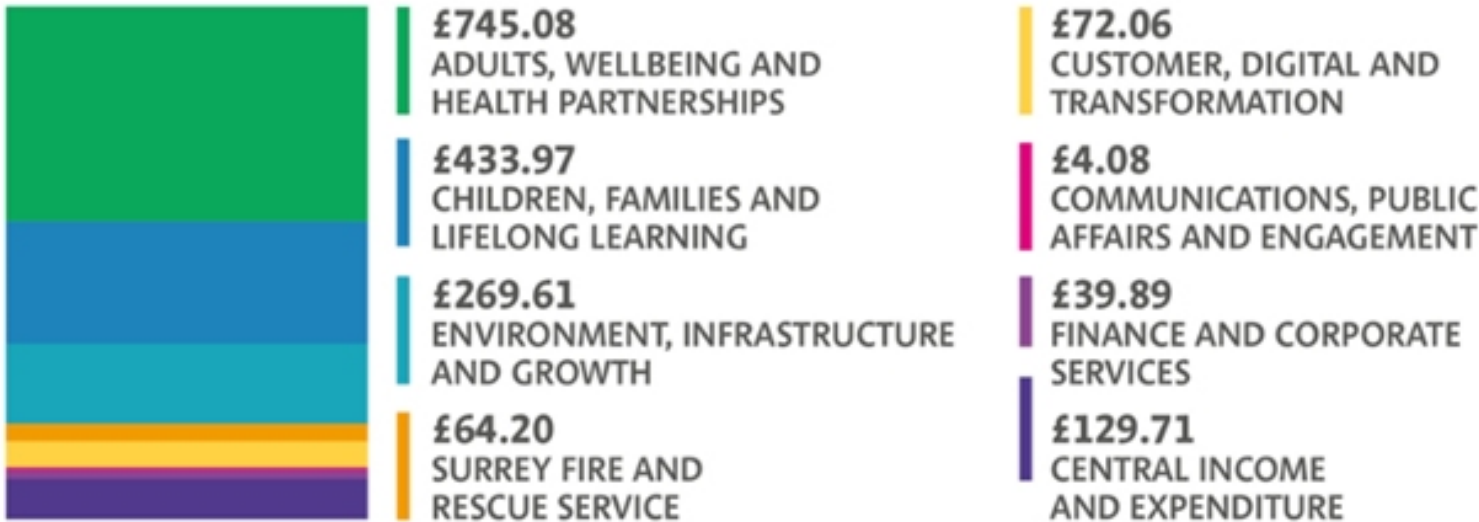 £745.08
ADULTS, WELLBEING AND
HEALTH PARTNERSHIPS
£433.97
CHILDREN, FAMILIES AND
LIFELONG LEARNING
£269.61
ENVIRONMENT, INFRASTRUCTURE
AND GROWTH
£64.20
SURREY FIRE AND
RESCUE SERVICE
£72.06
CUSTOMER, DIGITAL AND
TRANSFORMATION
£4.08
COMMUNICATIONS, PUBLIC
AFFAIRS AND ENGAGEMENT
£39.89
FINANCE AND CORPORATE
SERVICES
£129.71
CENTRAL INCOME
AND EXPENDITURE